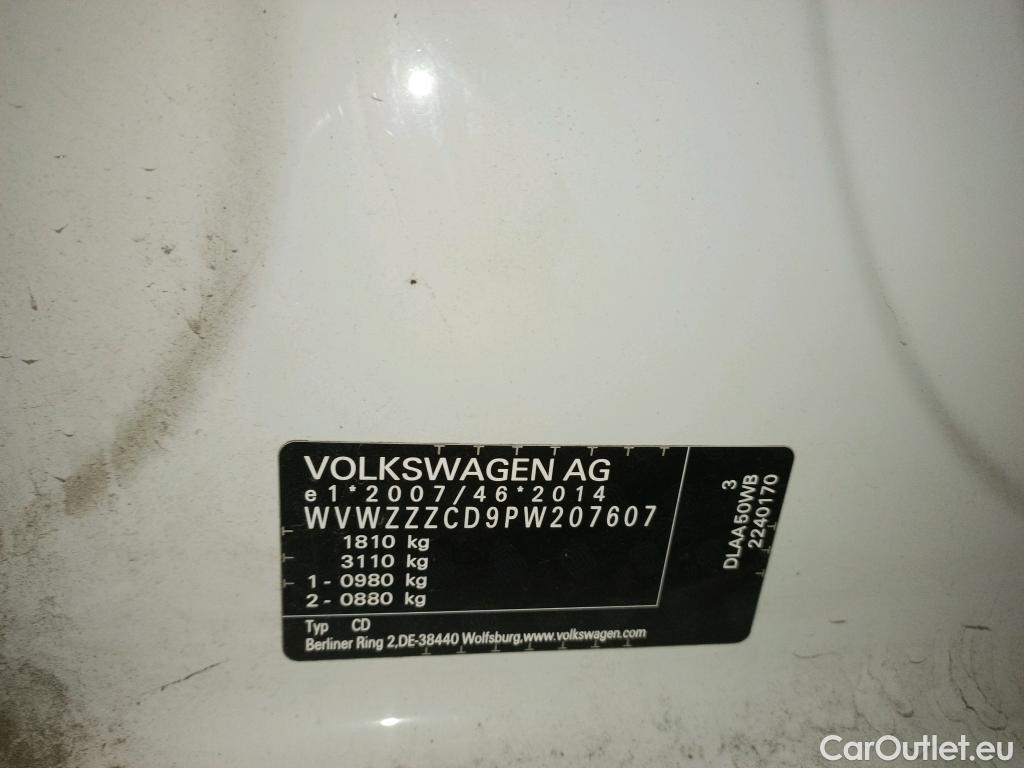 VOLKSWAGEN AG
e1*2007/46*2014
WVWZZZCD9PW207607
1810 kg
3110 kg
1- 0980 kg
2- 0880 kg
Typ CD
Berliner Ring 2,DE-38440 Wolfsburg,www.volkswagen.com
3
DLAA50WB
2240170
CarOutlet.eu